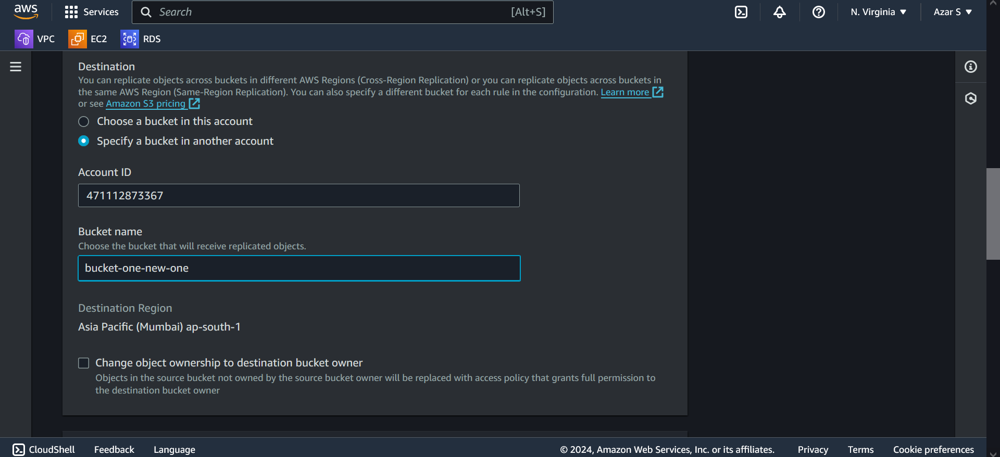 aws
Services
Search
[Alt+S]
N. Virginia
Azar S
VPC
EC2
RDS
Destination
You can replicate objects across buckets in different AWS Regions (Cross-Region Replication) or you can replicate objects across buckets in
the same AWS Region (Same-Region Replication). You can also specify a different bucket for each rule in the configuration. Learn more
or see Amazon S3 pricing
Choose a bucket in this account
Specify a bucket in another account
Account ID
471112873367
Bucket name
Choose the bucket that will receive replicated objects.
bucket-one-new-one
Destination Region
Asia Pacific (Mumbai) ap-south-1
Change object ownership to destination bucket owner
Objects in the source bucket not owned by the source bucket owner will be replaced with access policy that grants full permission to
the destination bucket owner
CloudShell
Feedback
Language
© 2024, Amazon Web Services, Inc. or its affiliates.
Privacy
Terms
Cookie preferences